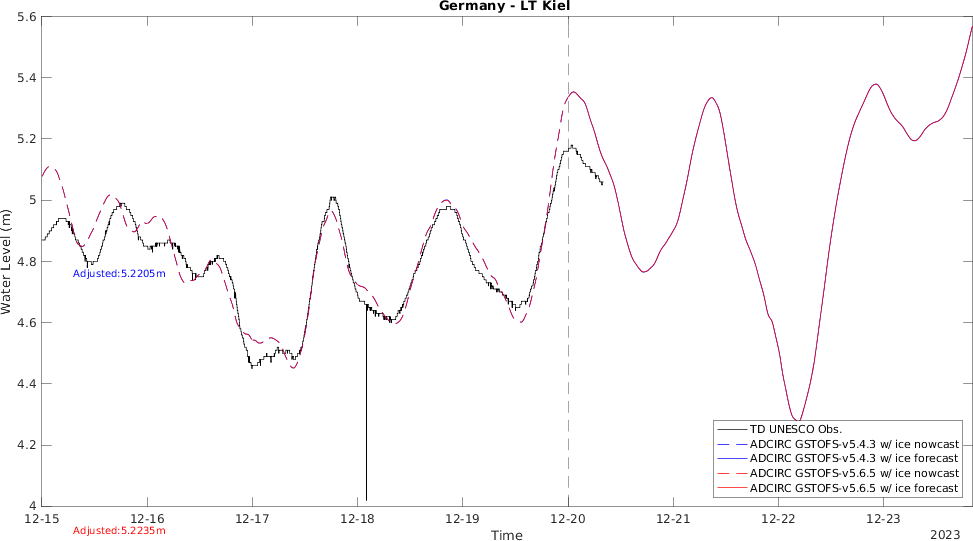 Germany - LT Kiel
5.6
5.4
5.2
5
4.8
4.6
4.4
4.2
4
Water Level (m)
Adjusted:5.2205m
Adjusted:5.2235m
TD UNESCO Obs.
ADCIRC GSTOFS-v5.4.3 w/ ice nowcast
ADCIRC GSTOFS-v5.4.3 w/ ice forecast
ADCIRC GSTOFS-v5.6.5 w/ ice nowcast
ADCIRC GSTOFS-v5.6.5 w/ ice forecast
12-15 12-16 12-17 12-18 12-19 12-20 12-21 12-22 12-23
Time
2023